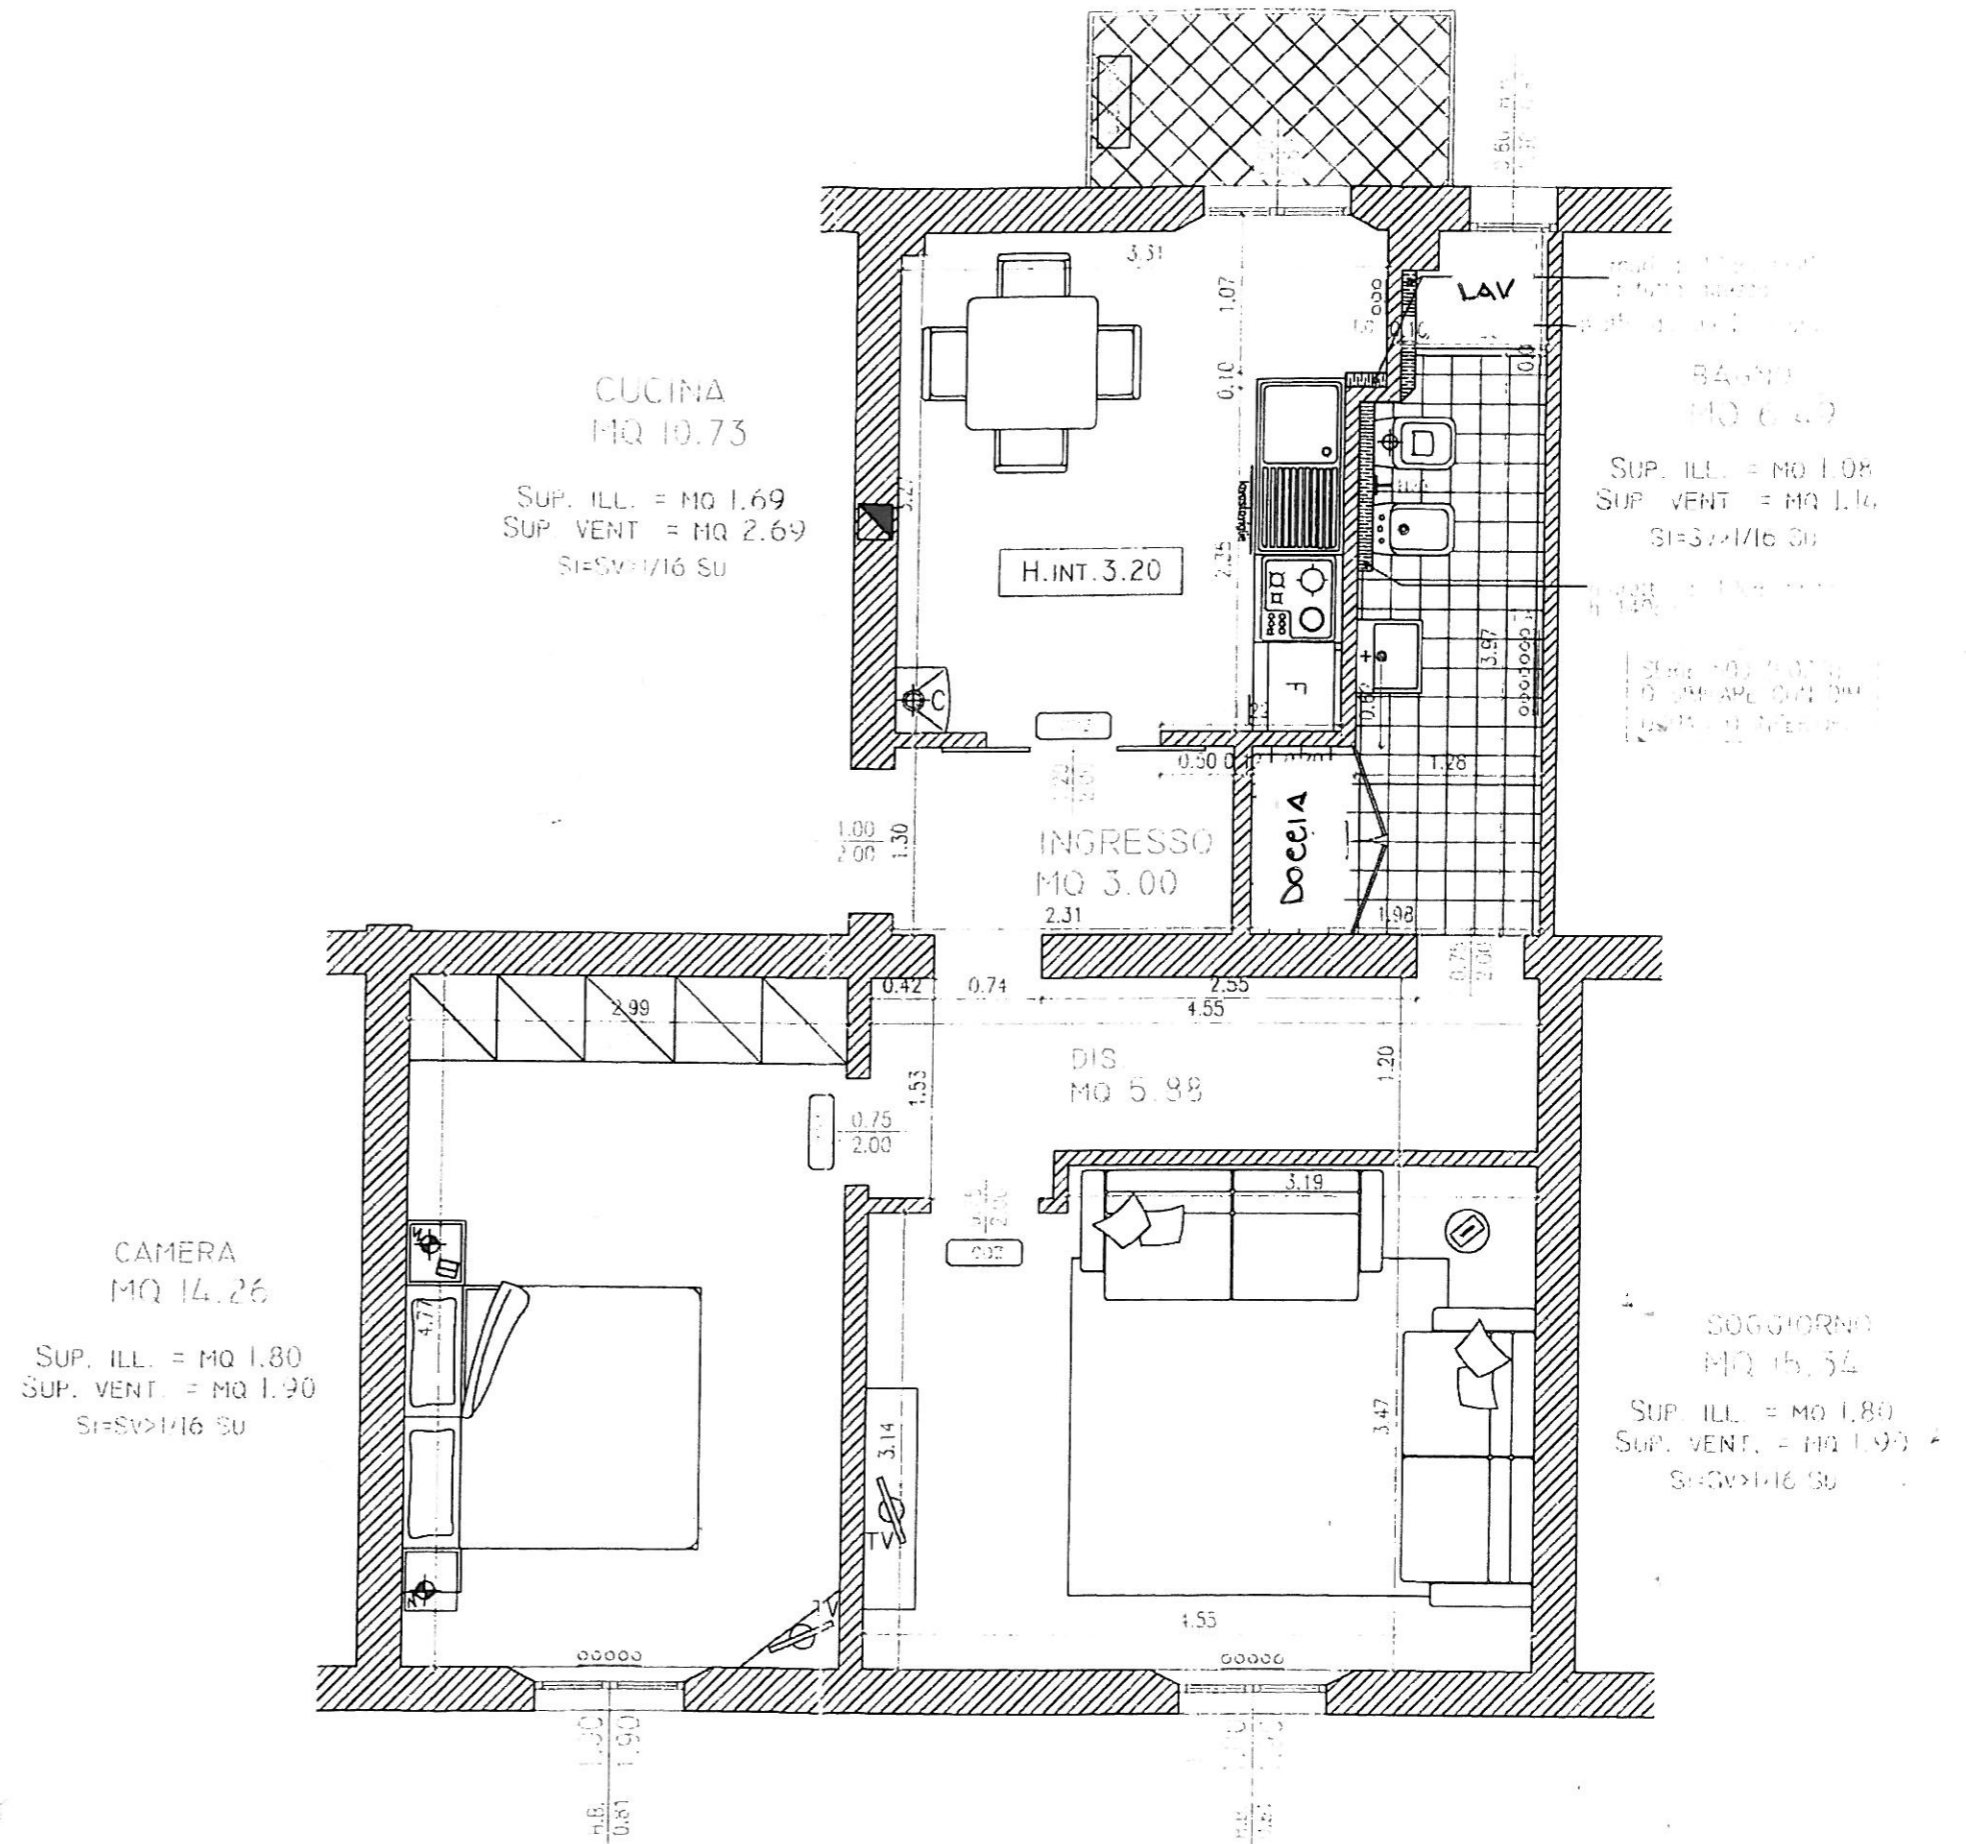 3.31
1.07
LAV
0.10
0.10
CUCINA
MQ 10.73
SUP. ILL. = MQ 1.69
SUP. VENT = MQ 2.69
SI=SV>1/16 SU
BAGNO
SUP. ILL. = MQ 1.08
SUP. VENT = MQ 1.14
H.INT. 3.20
lavastoviglie
2.35
F
C
3.97
0.50
1.28
1.00
2.00
1.30
INGRESSO
MQ 3.00
DOCCIA
2.31
1.98
0.42
0.74
2.55
4.55
2.99
DIS.
MQ 5.88
1.20
1.53
0.75
2.00
3.19
CAMERA
MQ 14.26
SUP. ILL. = MQ 1.80
SUP. VENT. = MQ 1.90
SI=SV>1/16 SU
4.77
SOGGIORNO
SUP. ILL. = MQ 1.80
SUP. VENT. = MQ 1.90
SI=SV>1/16 SU
3.14
3.47
TV
TV
4.55
1.90
H.B.
0.81